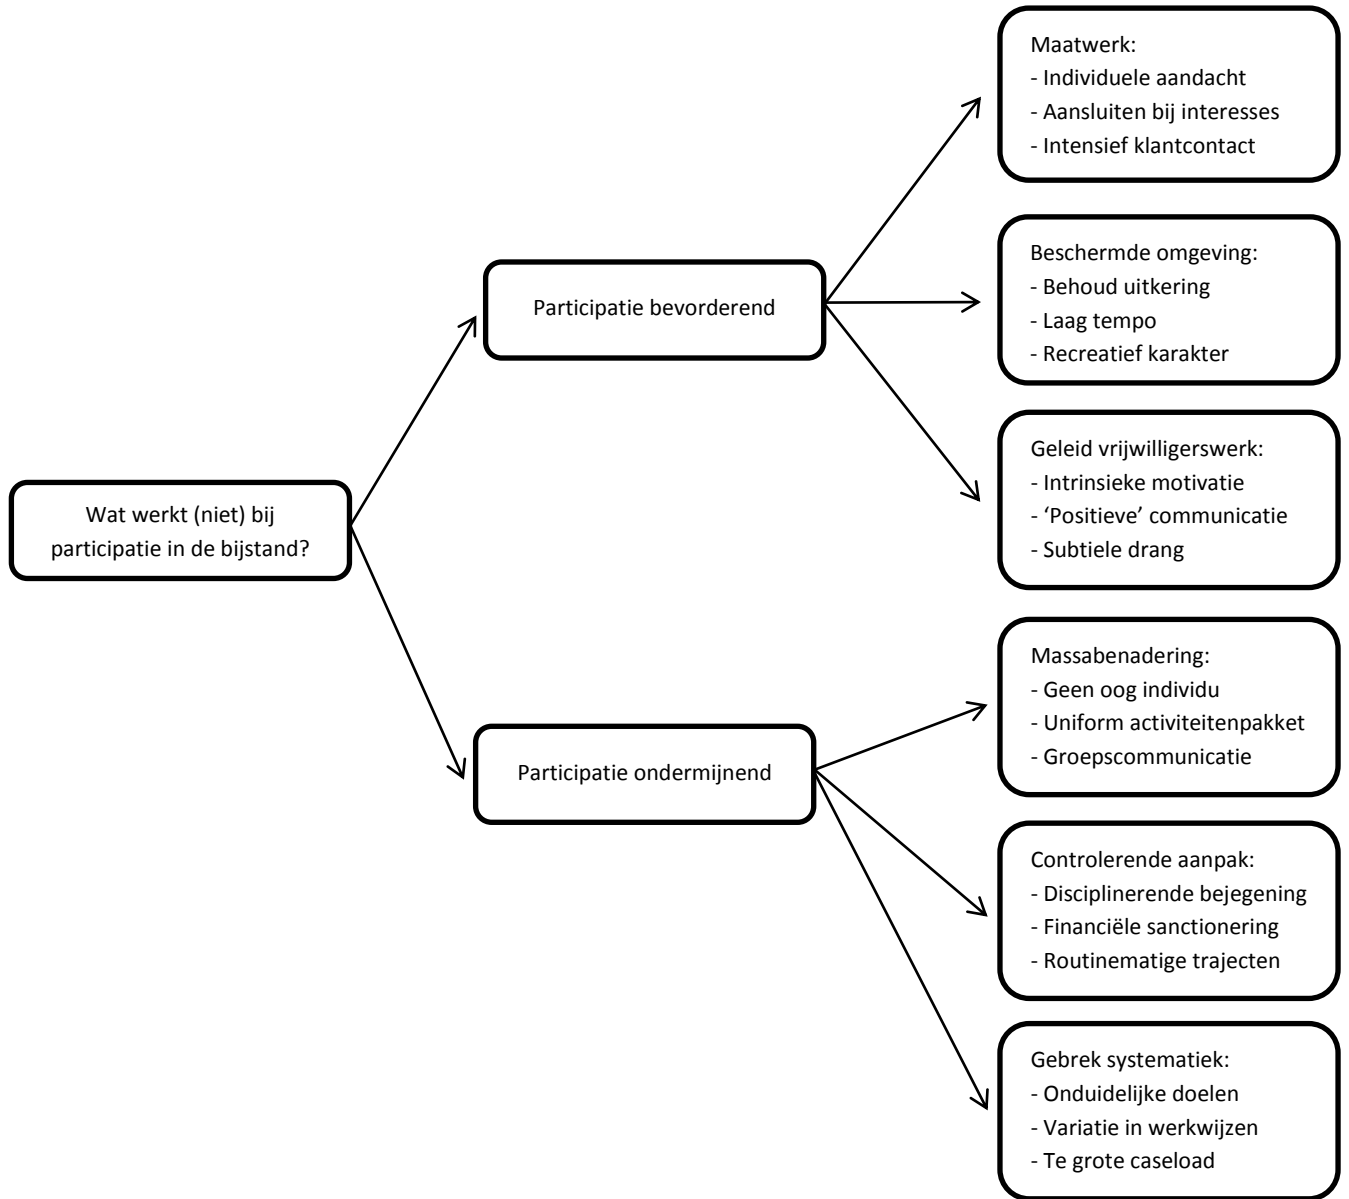 Wat werkt (niet) bij
participatie in de bijstand?
Participatie bevorderend
Maatwerk:
- Individuele aandacht
- Aansluiten bij interesses
- Intensief klantcontact
Beschermde omgeving:
- Behoud uitkering
- Laag tempo
- Recreatief karakter
Geleid vrijwilligerswerk:
- Intrinsieke motivatie
- ‘Positieve’ communicatie
- Subtiele drang
Participatie ondermijnend
Massabenadering:
- Geen oog individu
- Uniform activiteitenpakket
- Groepscommunicatie
Controlerende aanpak:
- Disciplinerende bejegening
- Financiële sanctionering
- Routinematige trajecten
Gebrek systematiek:
- Onduidelijke doelen
- Variatie in werkwijzen
- Te grote caseload